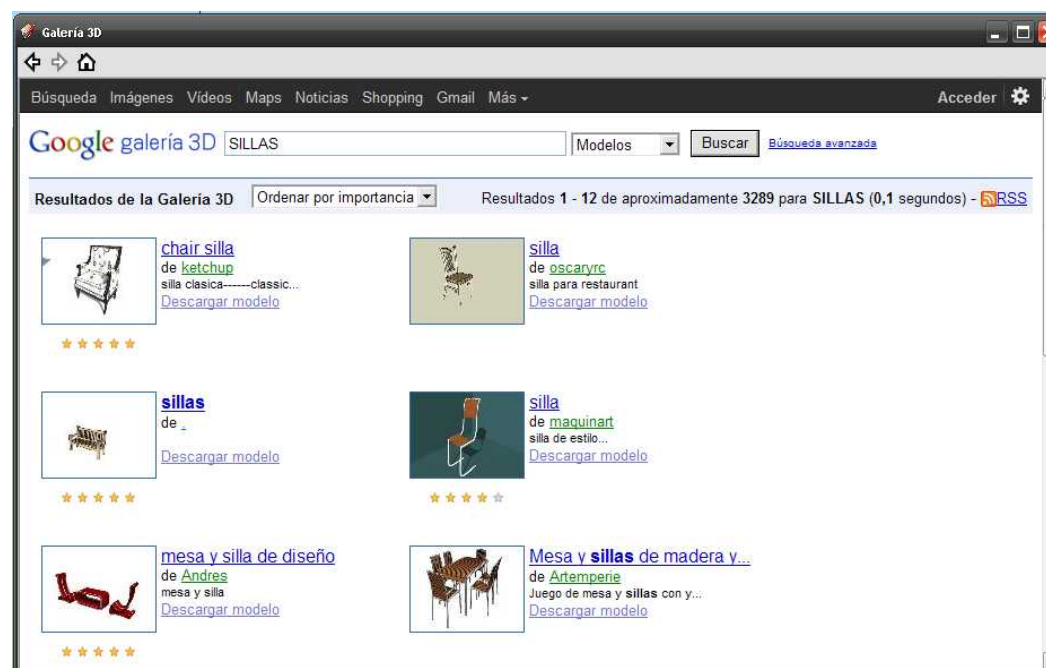 Galería 3D
Búsqueda Imágenes Vídeos Maps Noticias Shopping Gmail Más Acceder
Google galería 3D SILLAS Modelos Buscar Búsqueda avanzada
Resultados de la Galería 3D Ordenar por importancia Resultados 1 - 12 de aproximadamente 3289 para SILLAS (0,1 segundos) - RSS
chair silla
de ketchup
silla clasica------classic...
Descargar modelo
silla
de oscaryrc
silla para restaurant
Descargar modelo
sillas
de .
Descargar modelo
silla
de maquinart
silla de estilo...
Descargar modelo
mesa y silla de diseño
de Andres
mesa y silla
Descargar modelo
Mesa y sillas de madera y...
de Artemperie
Juego de mesa y sillas con y...
Descargar modelo